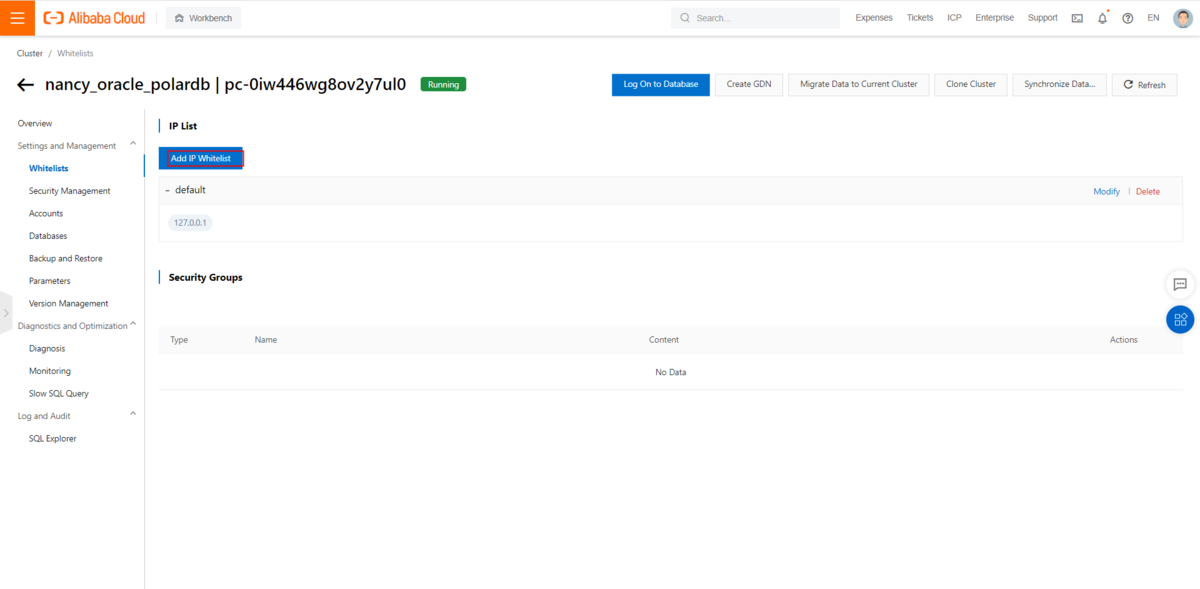 Alibaba Cloud
Workbench
Search...
Expenses Tickets ICP Enterprise Support EN
Cluster / Whitelists
nancy_oracle_polardb | pc-0iw446wg8ov2y7ul0 Running
Log On to Database Create GDN Migrate Data to Current Cluster Clone Cluster Synchronize Data... Refresh
Overview
Settings and Management
Whitelists
Security Management
Accounts
Databases
Backup and Restore
Parameters
Version Management
Diagnostics and Optimization
Diagnosis
Monitoring
Slow SQL Query
Log and Audit
SQL Explorer
IP List
Add IP Whitelist
– default
Modify | Delete
127.0.0.1
Security Groups
Type Name Content Actions
No Data